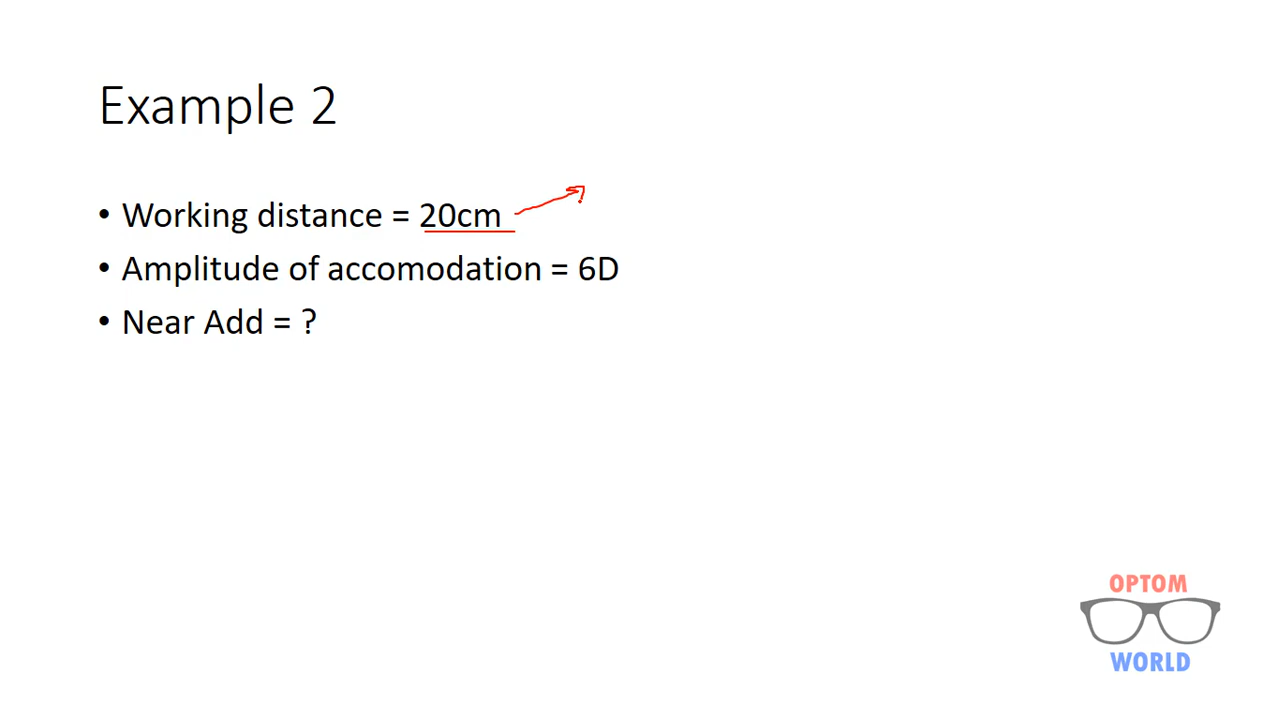 Example 2
• Working distance = 20cm
• Amplitude of accomodation = 6D
• Near Add = ?
OPTOM
WORLD